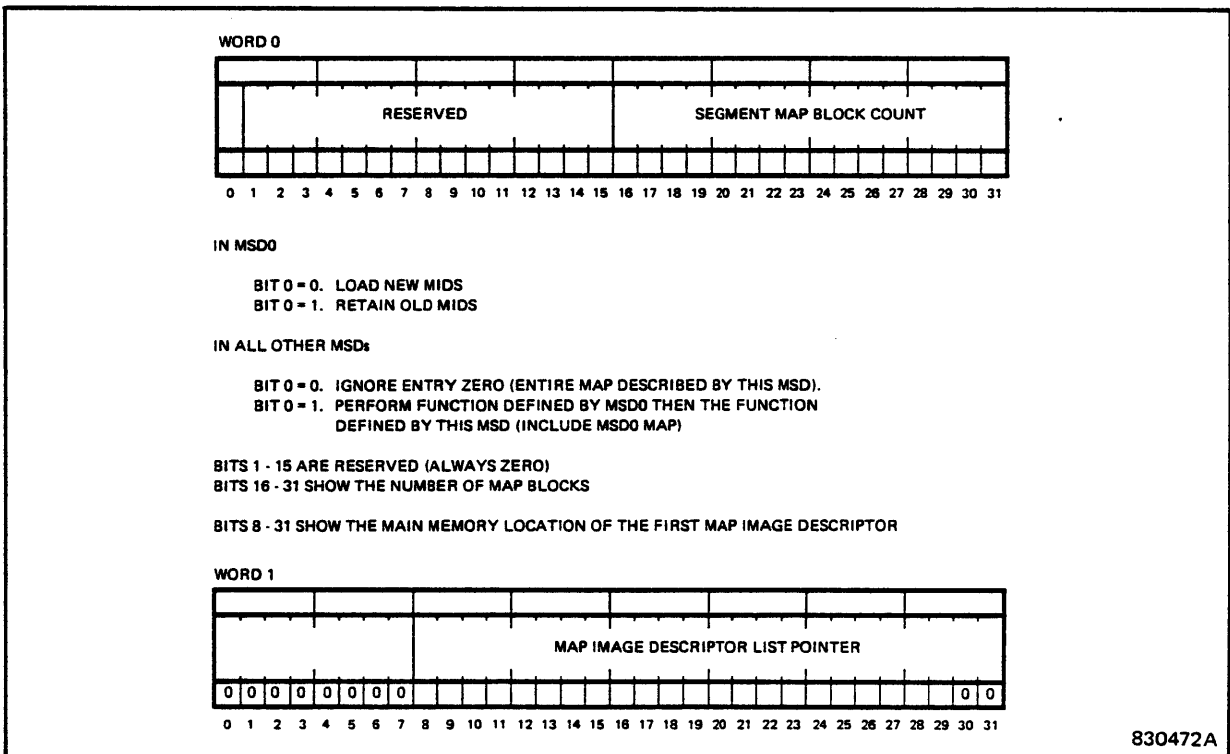 WORD 0
RESERVED SEGMENT MAP BLOCK COUNT
0 1 2 3 4 5 6 7 8 9 10 11 12 13 14 15 16 17 18 19 20 21 22 23 24 25 26 27 28 29 30 31
IN MSD0
BIT 0 = 0. LOAD NEW MIDS
BIT 0 = 1. RETAIN OLD MIDS
IN ALL OTHER MSDs
BIT 0 = 0. IGNORE ENTRY ZERO (ENTIRE MAP DESCRIBED BY THIS MSD).
BIT 0 = 1. PERFORM FUNCTION DEFINED BY MSD0 THEN THE FUNCTION
DEFINED BY THIS MSD (INCLUDE MSD0 MAP)
BITS 1 - 15 ARE RESERVED (ALWAYS ZERO)
BITS 16 - 31 SHOW THE NUMBER OF MAP BLOCKS
BITS 8 - 31 SHOW THE MAIN MEMORY LOCATION OF THE FIRST MAP IMAGE DESCRIPTOR
WORD 1
MAP IMAGE DESCRIPTOR LIST POINTER
0 0 0 0 0 0 0 0 0 0
0 1 2 3 4 5 6 7 8 9 10 11 12 13 14 15 16 17 18 19 20 21 22 23 24 25 26 27 28 29 30 31
830472A